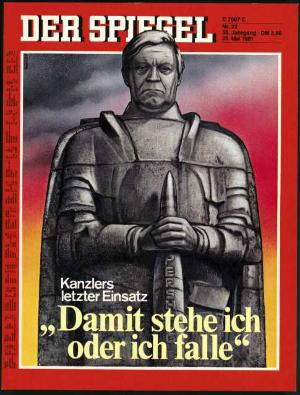 DER SPIEGEL
C 7007 C
Nr. 22
35. Jahrgang · DM 3,50
25. Mai 1981
Kanzlers
letzter Einsatz
„Damit stehe ich
oder ich falle“